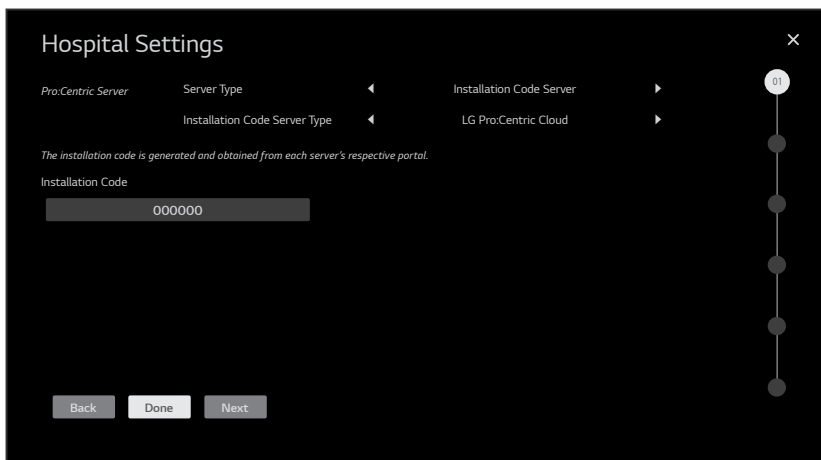 Hospital Settings
Pro:Centric Server Server Type Installation Code Server
01
Installation Code Server Type LG Pro:Centric Cloud
The installation code is generated and obtained from each server's respective portal.
Installation Code
000000
Back Done Next